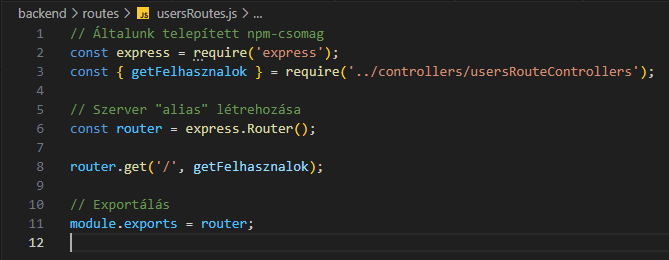 backend > routes > JS usersRoutes.js > ...
1 // Általunk telepített npm-csomag
2 const express = require('express');
3 const { getFelhasznalok } = require('../controllers/usersRouteControllers');
4
5 // Szerver "alias" létrehozása
6 const router = express.Router();
7
8 router.get('/', getFelhasznalok);
9
10 // Exportálás
11 module.exports = router;
12